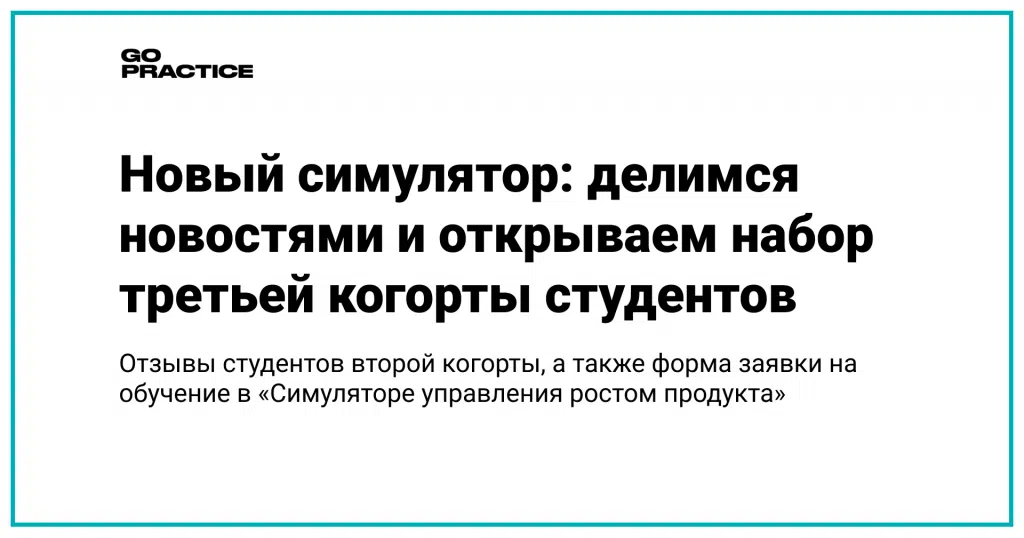 GO
PRACTICE
Новый симулятор: делимся
новостями и открываем набор
третьей когорты студентов
Отзывы студентов второй когорты, а также форма заявки на
обучение в «Симуляторе управления ростом продукта»